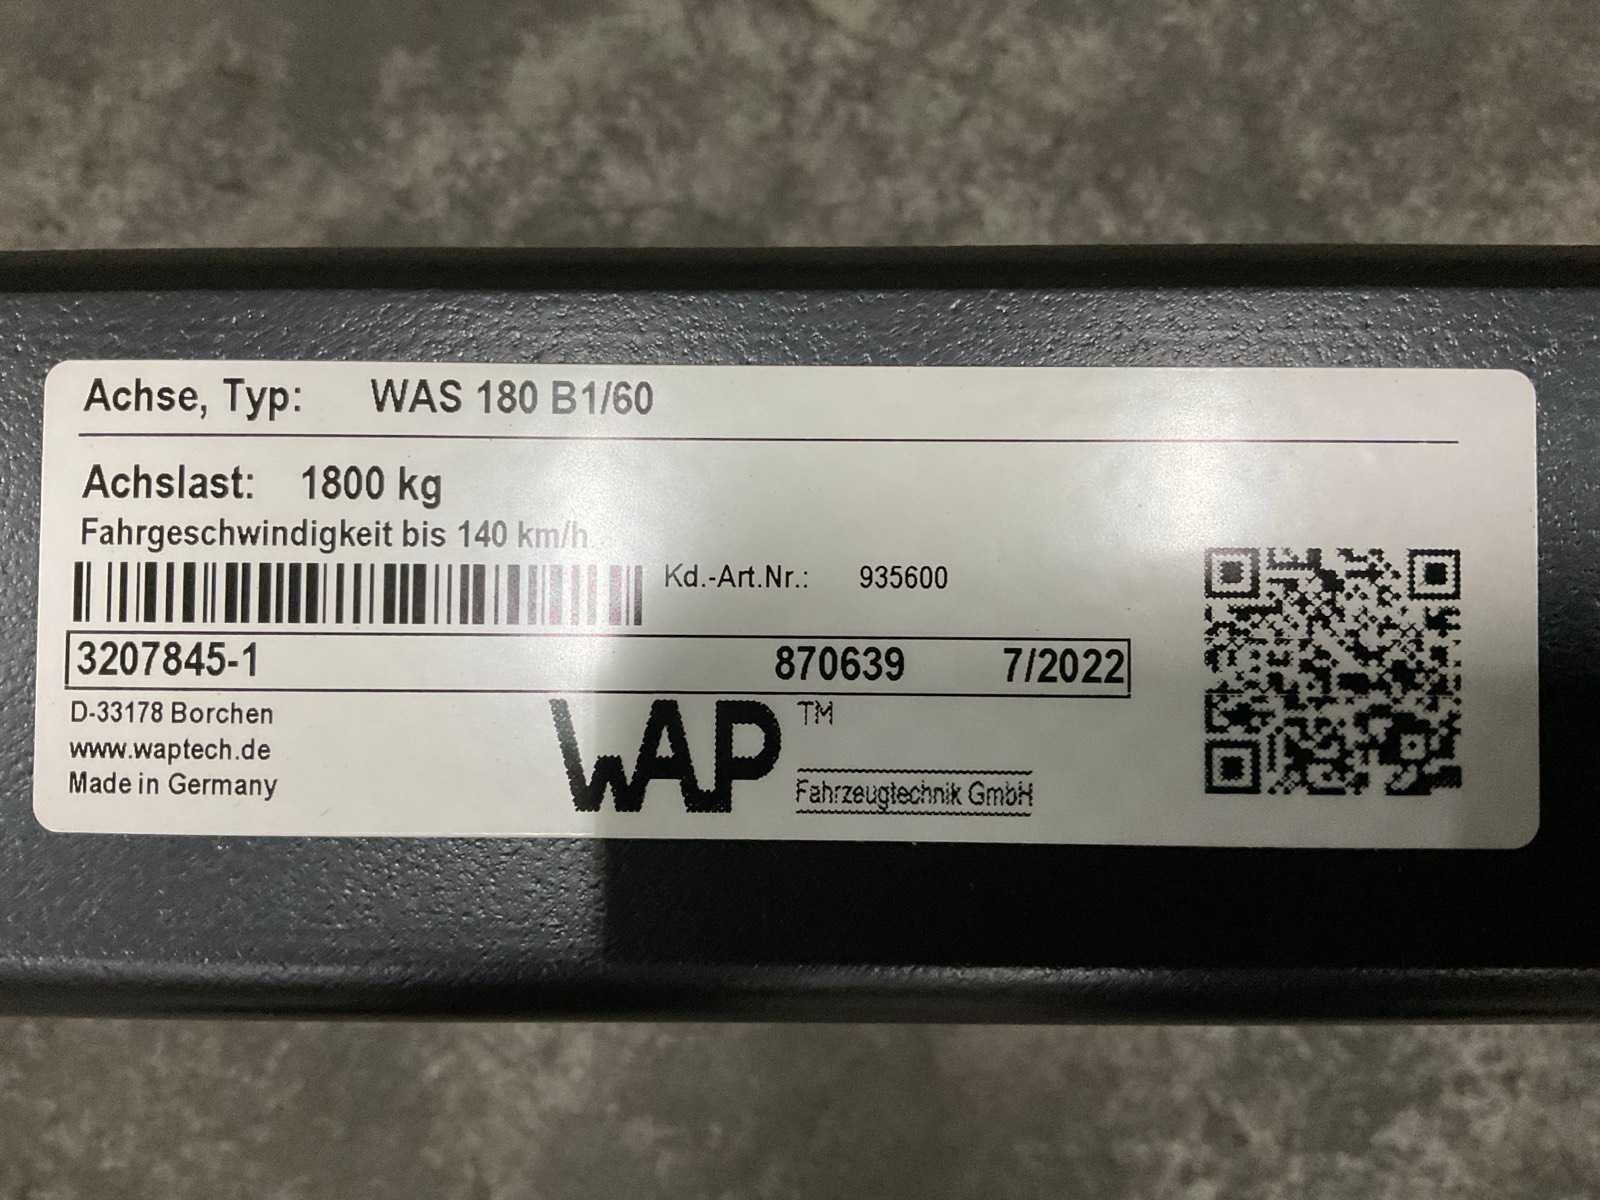 Achse, Typ: WAS 180 B1/60
Achslast: 1800 kg
Fahrgeschwindigkeit bis 140 km/h
Kd.-Art.Nr.: 935600
3207845-1 870639 7/2022
D-33178 Borchen
www.waptech.de
Made in Germany
WAP TM
Fahrzeugtechnik GmbH